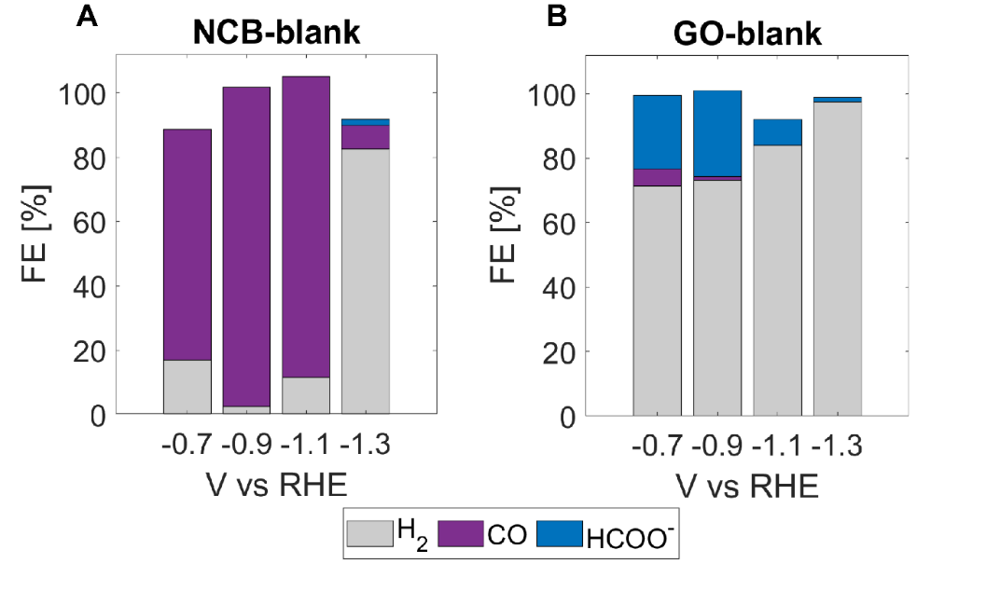 A
NCB-blank
FE [%]
100
80
60
40
20
0
-0.7 -0.9 -1.1 -1.3
V vs RHE
B
GO-blank
FE [%]
100
80
60
40
20
0
-0.7 -0.9 -1.1 -1.3
V vs RHE
H₂ CO HCOO⁻